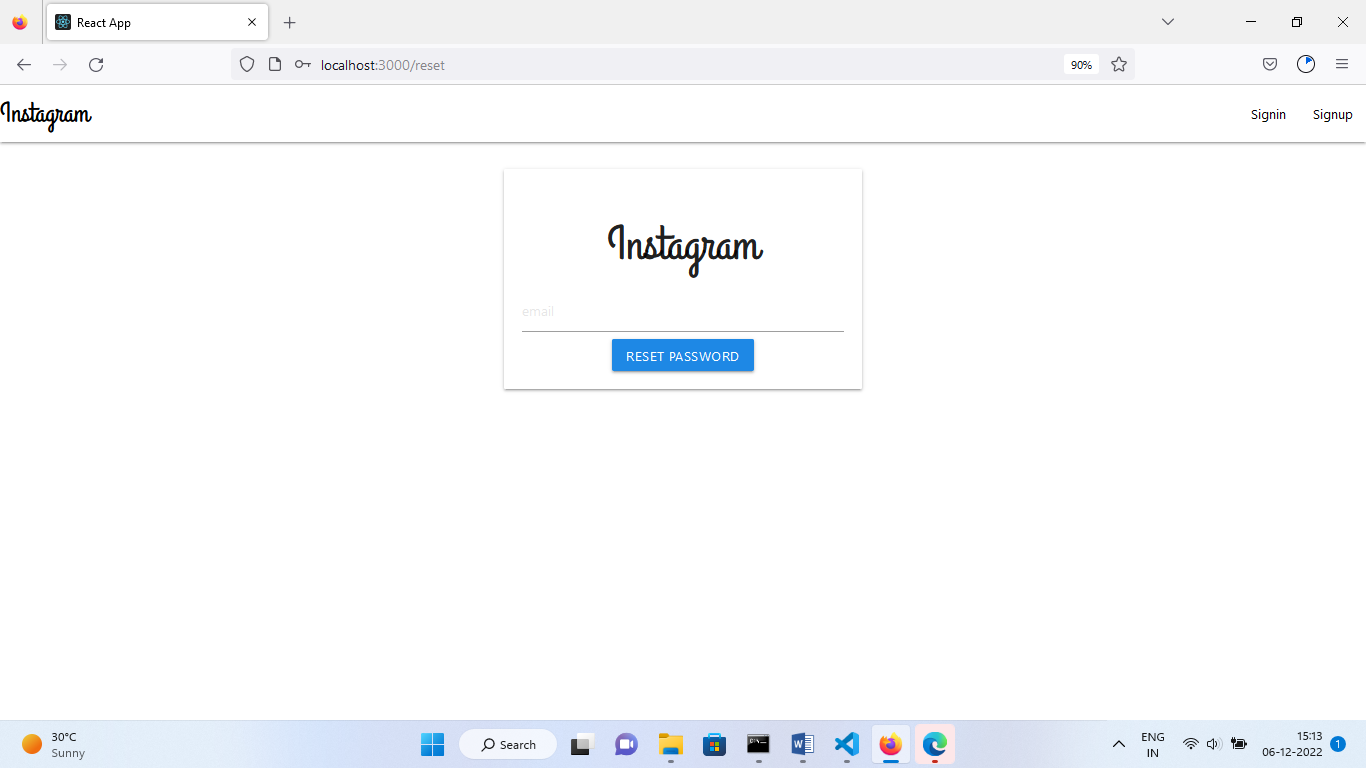 React App
localhost:3000/reset
90%
Instagram
Signin
Signup
Instagram
email
RESET PASSWORD
30°C
Sunny
Search
ENG
IN
15:13
06-12-2022
1